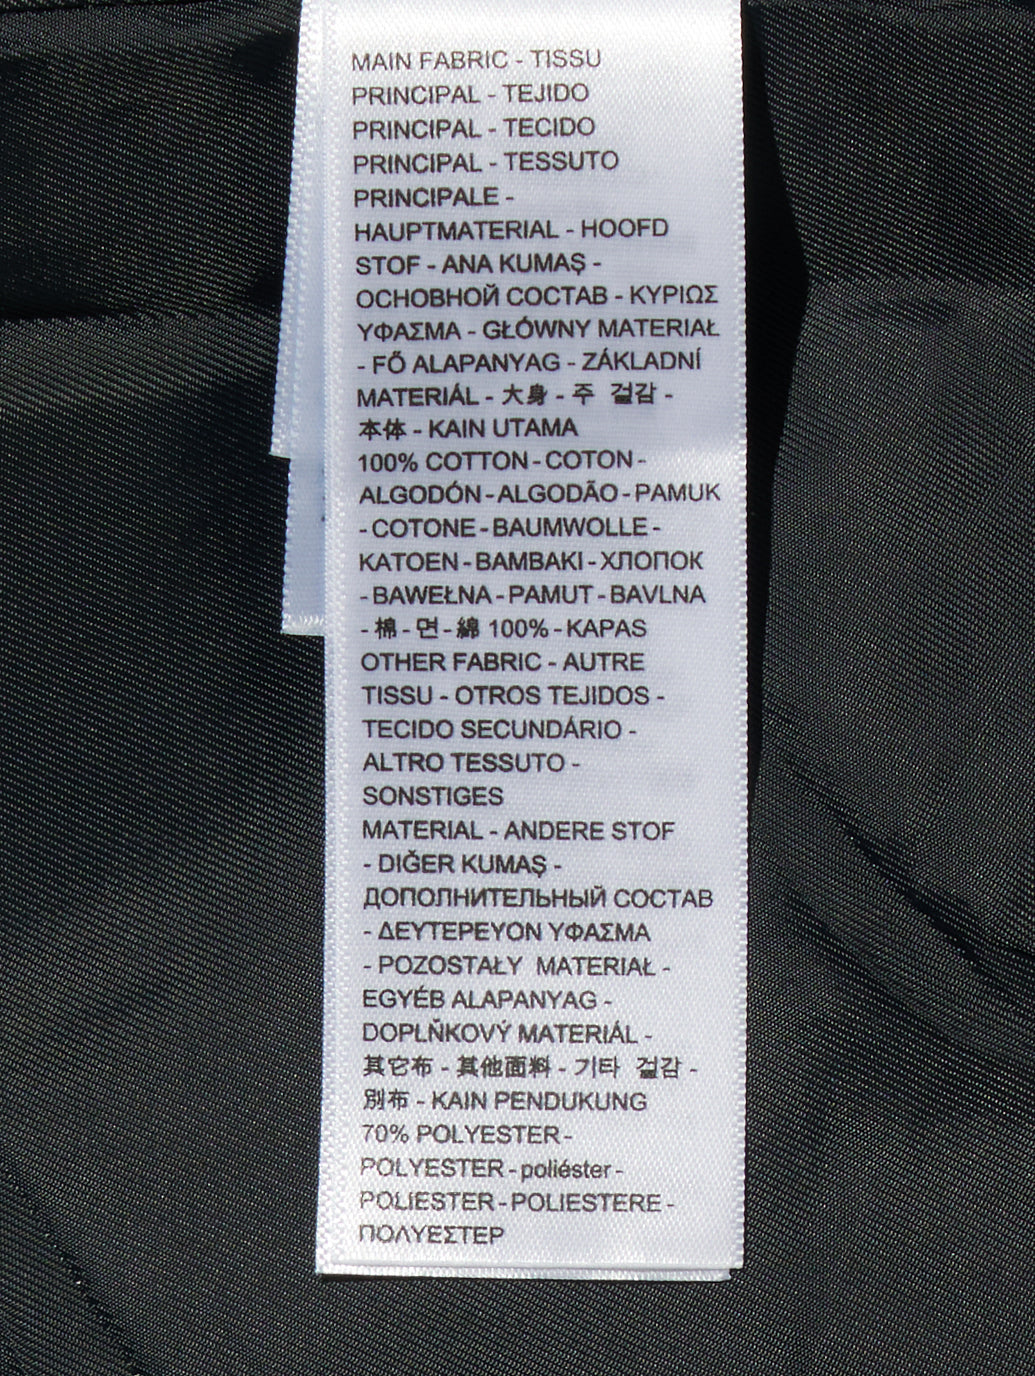 MAIN FABRIC - TISSU
PRINCIPAL - TEJIDO
PRINCIPAL - TECIDO
PRINCIPAL - TESSUTO
PRINCIPALE -
HAUPTMATERIAL - HOOFD
STOF - ANA KUMAŞ -
ОСНОВНОЙ СОСТАВ - ΚΥΡΙΩΣ
ΥΦΑΣΜΑ - GŁÓWNY MATERIAŁ
- FŐ ALAPANYAG - ZÁKLADNÍ
MATERIÁL - 大身 - 주 겉감 -
本体 - KAIN UTAMA
100% COTTON - COTON -
ALGODÓN - ALGODÃO - PAMUK
- COTONE - BAUMWOLLE -
KATOEN - BAMBAKI - ХЛОПОК
- BAWEŁNA - PAMUT - BAVLNA
- 棉 - 면 - 綿 100% - KAPAS
OTHER FABRIC - AUTRE
TISSU - OTROS TEJIDOS -
TECIDO SECUNDÁRIO -
ALTRO TESSUTO -
SONSTIGES
MATERIAL - ANDERE STOF
- DIĞER KUMAŞ -
ДОПОЛНИТЕЛЬНЫЙ СОСТАВ
- ΔΕΥΤΕΡΕΥΟΝ ΥΦΑΣΜΑ
- POZOSTAŁY MATERIAŁ -
EGYÉB ALAPANYAG -
DOPLŇKOVÝ MATERIÁL -
其它布 - 其他面料 - 기타 겉감 -
別布 - KAIN PENDUKUNG
70% POLYESTER -
POLYESTER - poliéster -
POLIESTER - POLIESTERE -
ΠΟΛΥΕΣΤΕΡ